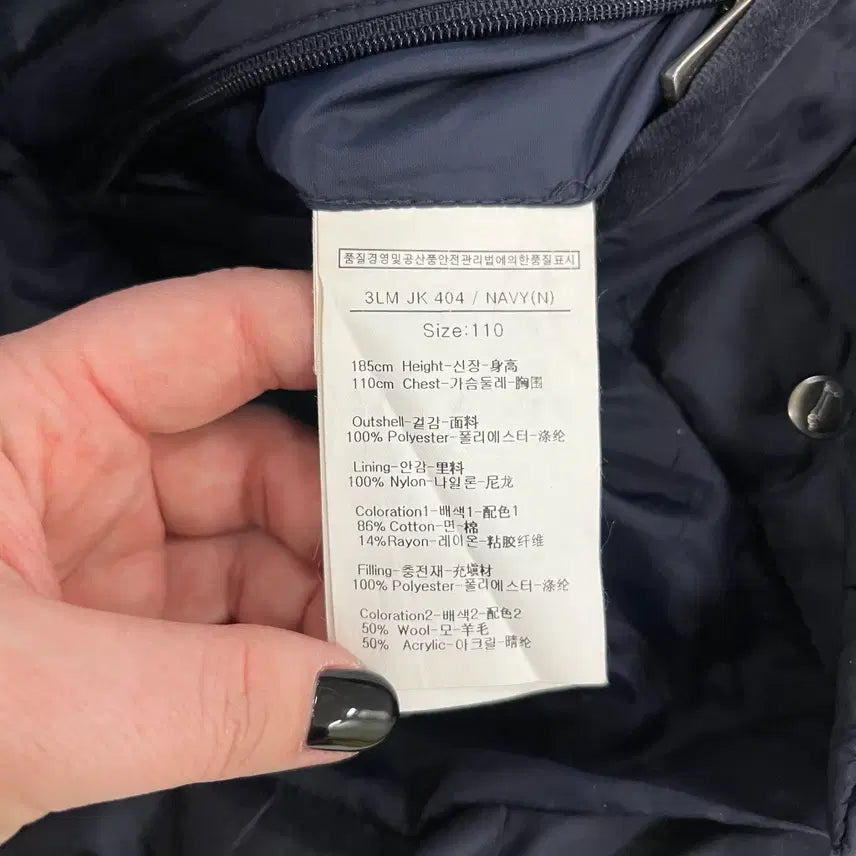 품질경영및공산품안전관리법에의한품질표시
3LM JK 404 / NAVY(N)
Size:110
185cm Height-신장-身高
110cm Chest-가슴둘레-胸围
Outshell-겉감-面料
100% Polyester-폴리에스터-涤纶
Lining-안감-里料
100% Nylon-나일론-尼龙
Coloration1-배색1-配色1
86% Cotton-면-棉
14%Rayon-레이온-粘胶纤维
Filling-충전재-充填材
100% Polyester-폴리에스터-涤纶
Coloration2-배색2-配色2
50% Wool-모-羊毛
50% Acrylic-아크릴-晴纶